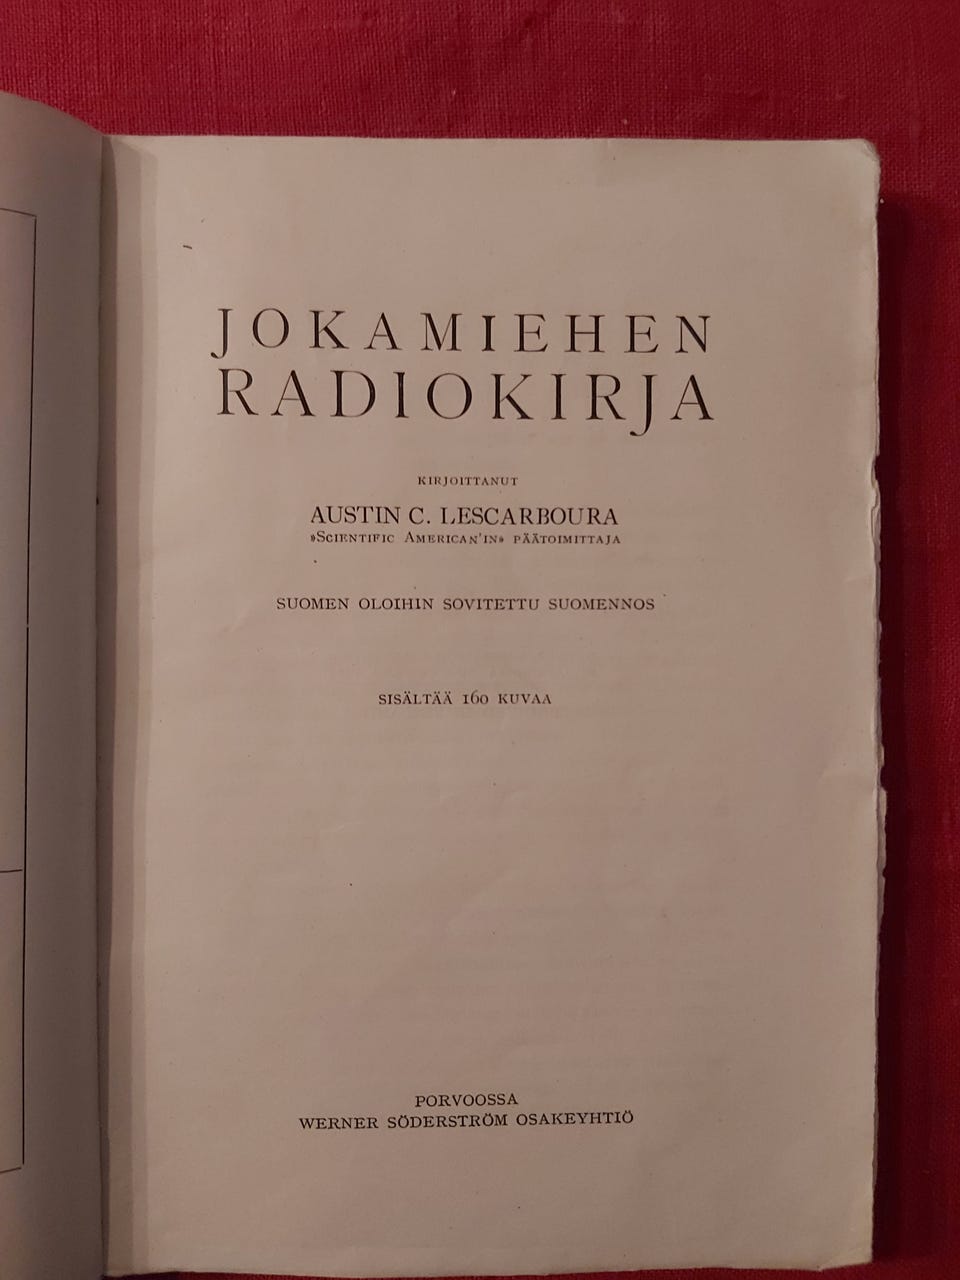 JOKAMIEHEN
RADIOKIRJA
KIRJOITTANUT
AUSTIN C. LESCARBOURA
»SCIENTIFIC AMERICAN'IN» PÄÄTOIMITTAJA
SUOMEN OLOIHIN SOVITETTU SUOMENNOS
SISÄLTÄÄ 160 KUVAA
PORVOOSSA
WERNER SÖDERSTRÖM OSAKEYHTIÖ